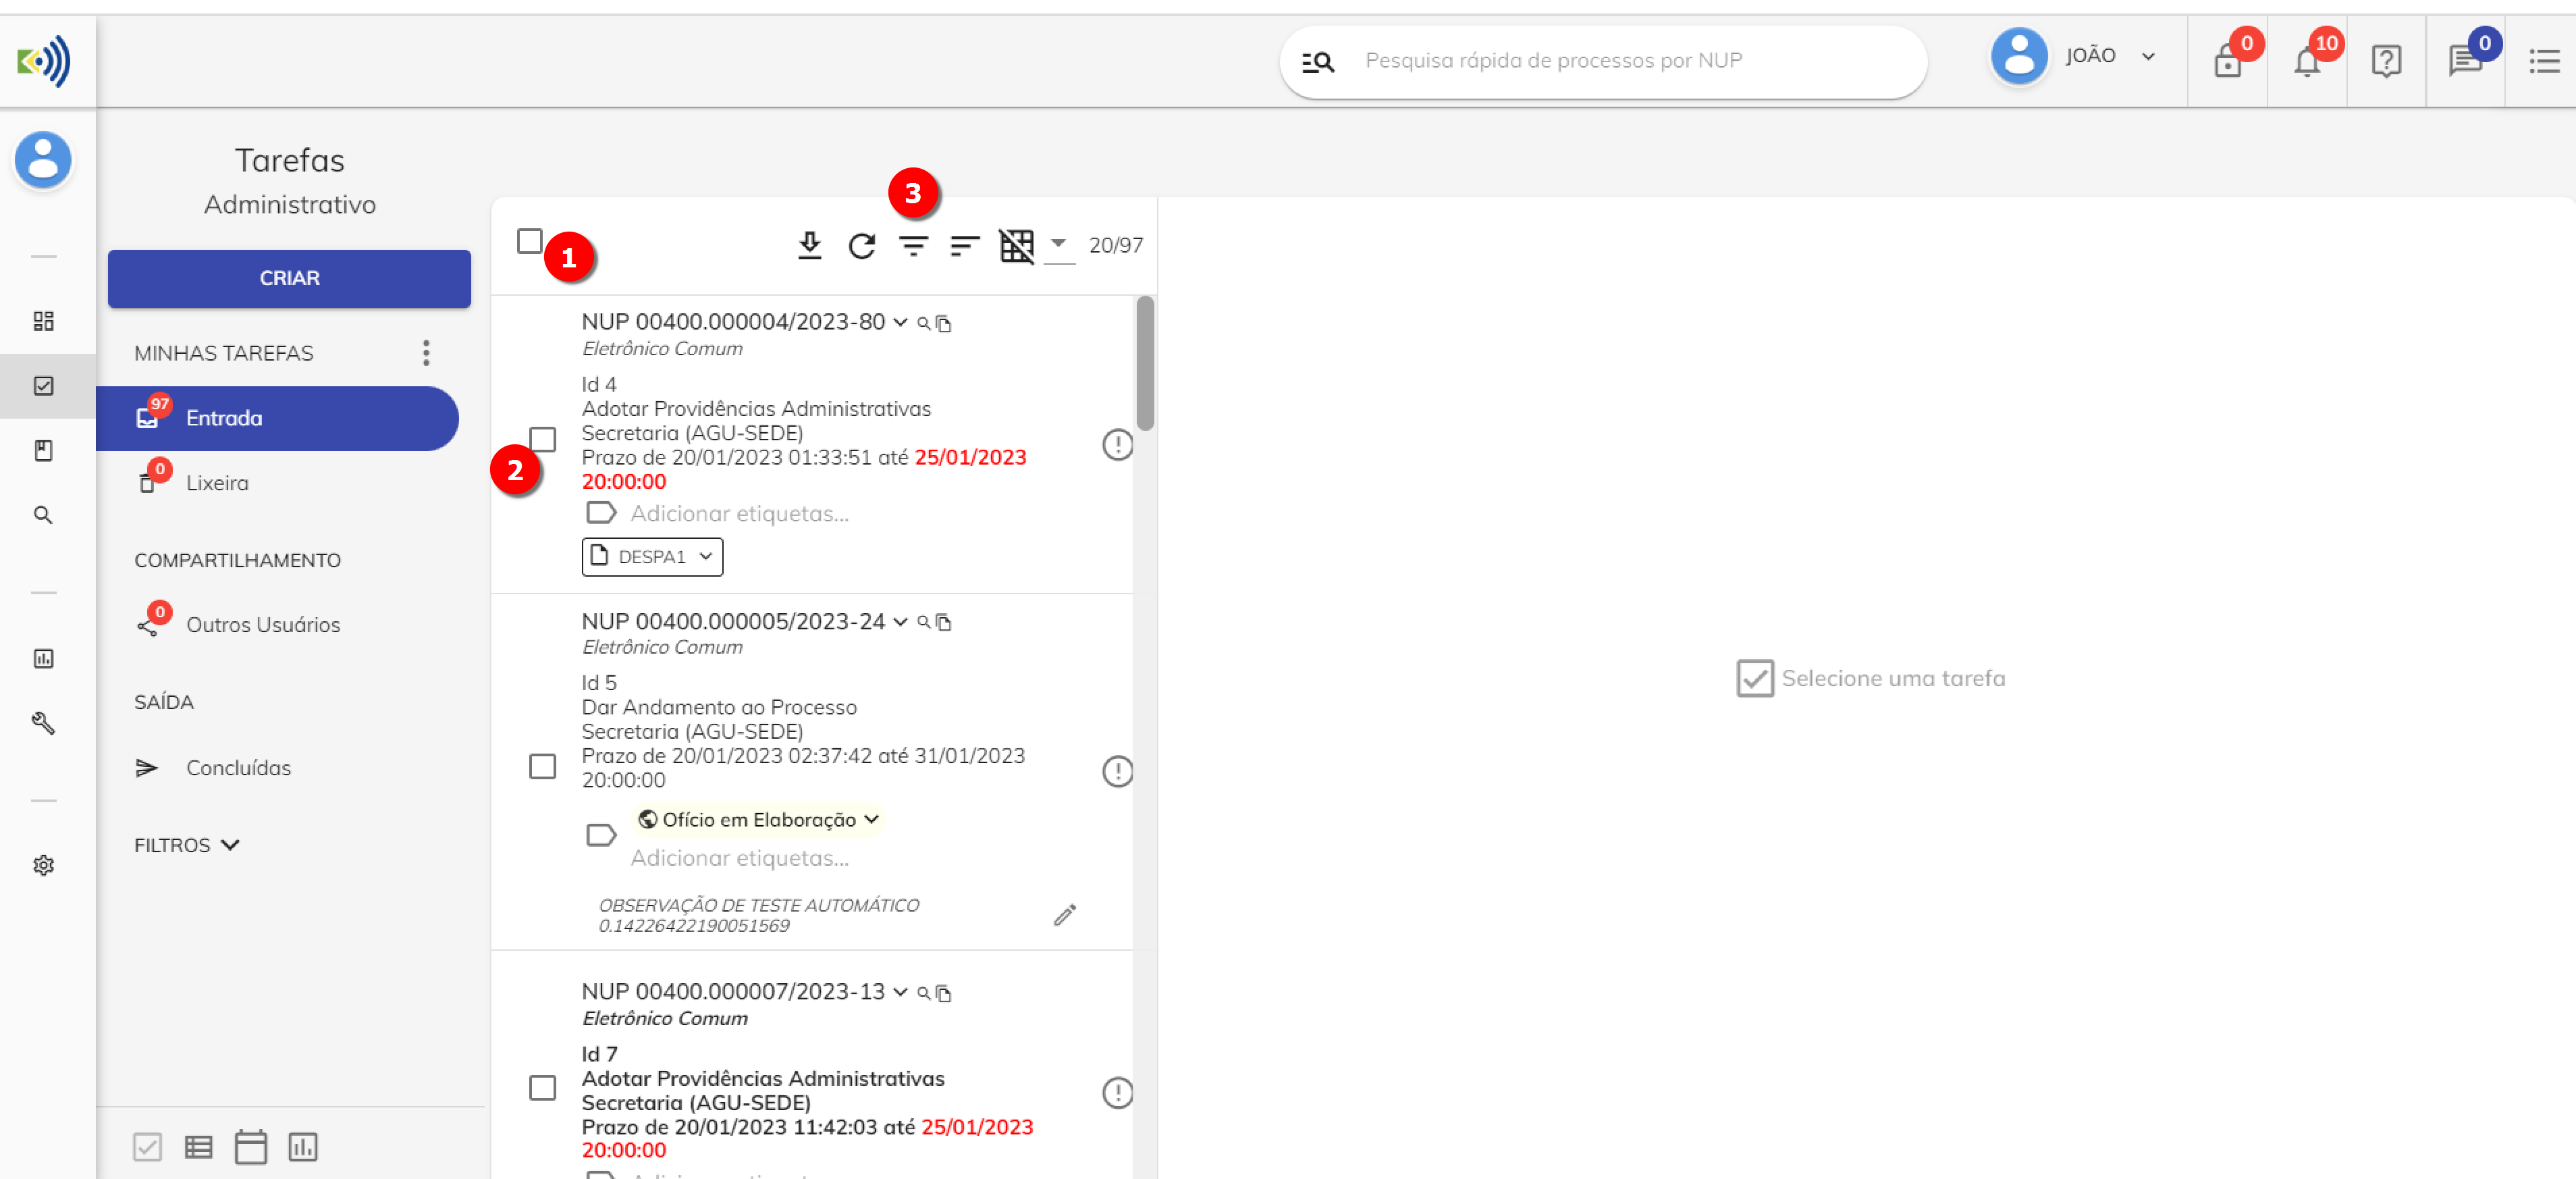 Pesquisa rápida de processos por NUP
JOÃO
0
10
0
Tarefas
Administrativo
CRIAR
MINHAS TAREFAS
97
Entrada
0
Lixeira
COMPARTILHAMENTO
0
Outros Usuários
SAÍDA
Concluídas
FILTROS
1
3
20/97
NUP 00400.000004/2023-80
Eletrônico Comum
Id 4
Adotar Providências Administrativas
Secretaria (AGU-SEDE)
Prazo de 20/01/2023 01:33:51 até 25/01/2023
20:00:00
2
Adicionar etiquetas...
DESPA1
NUP 00400.000005/2023-24
Eletrônico Comum
Id 5
Dar Andamento ao Processo
Secretaria (AGU-SEDE)
Prazo de 20/01/2023 02:37:42 até 31/01/2023
20:00:00
Ofício em Elaboração
Adicionar etiquetas...
OBSERVAÇÃO DE TESTE AUTOMÁTICO
0.14226422190051569
NUP 00400.000007/2023-13
Eletrônico Comum
Id 7
Adotar Providências Administrativas
Secretaria (AGU-SEDE)
Prazo de 20/01/2023 11:42:03 até 25/01/2023
20:00:00
Selecione uma tarefa